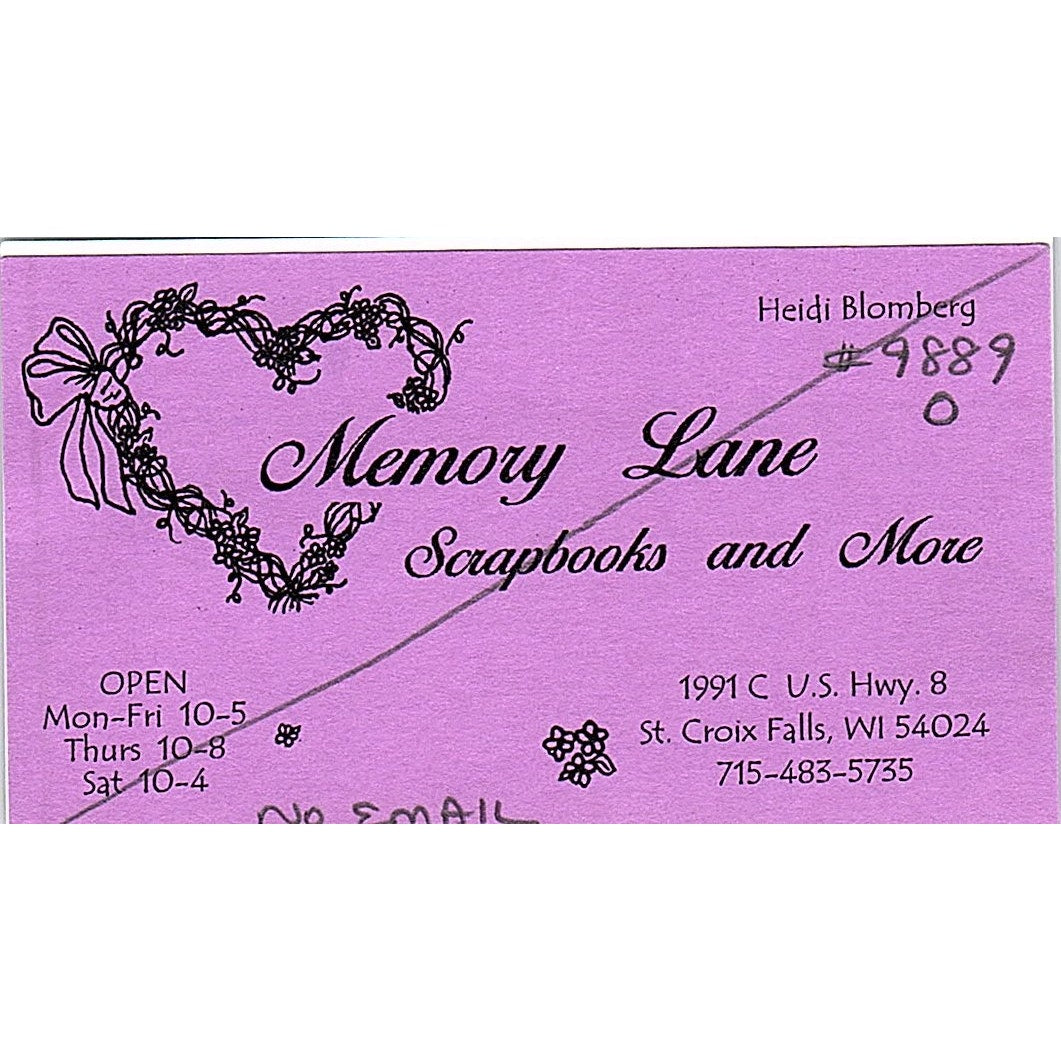 Heidi Blomberg
# 9889
O
Memory Lane
Scrapbooks and More
OPEN
Mon-Fri 10-5
Thurs 10-8
Sat 10-4
1991 C U.S. Hwy. 8
St. Croix Falls, WI 54024
715-483-5735
NO EMAIL